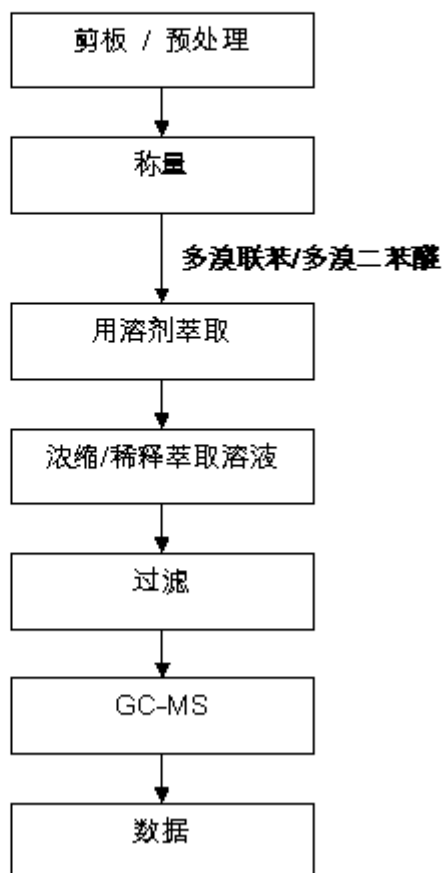 剪板 / 预处理
称量
多溴联苯/多溴二苯醚
用溶剂萃取
浓缩/稀释萃取溶液
过滤
GC-MS
数据